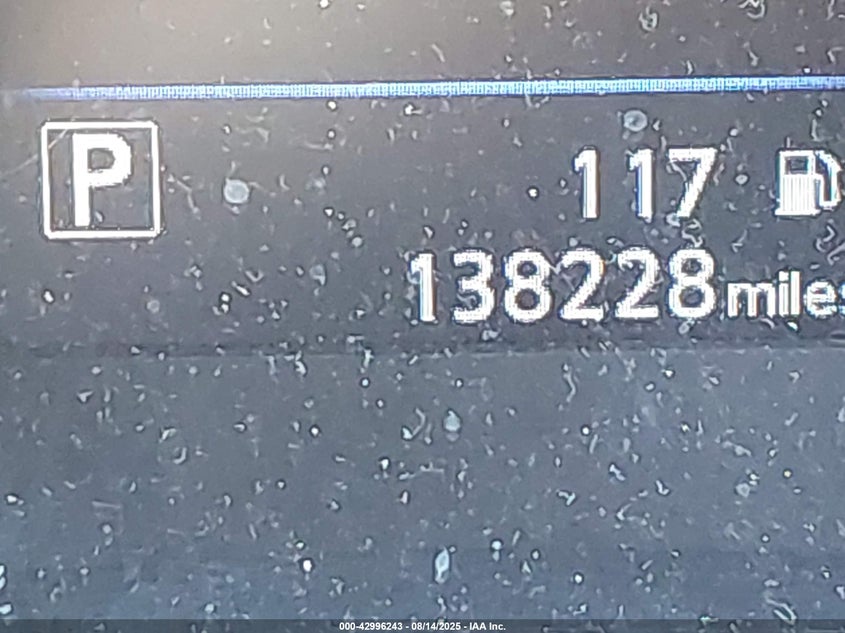 P
117
138228 miles
000-42996243 - 08/14/2025 - IAA Inc.